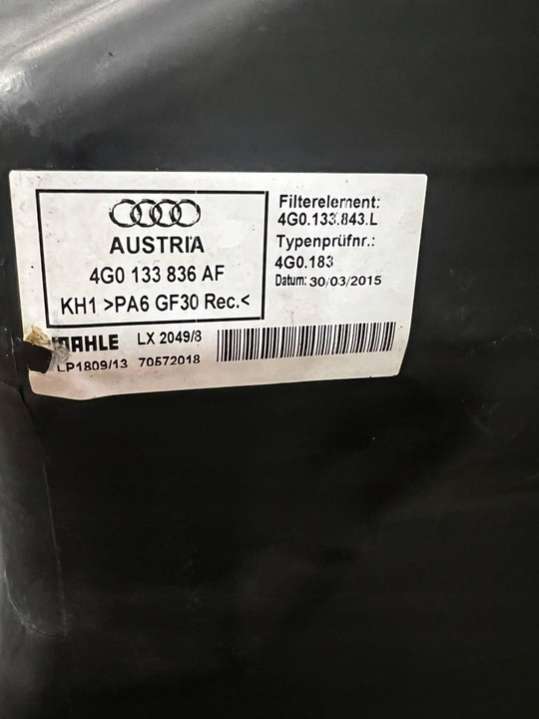 AUSTRIA
4G0 133 836 AF
KH1 >PA6 GF30 Rec.<
Filterelement:
4G0.133.843.L
Typenprüfnr.:
4G0.183
Datum: 30/03/2015
MAHLE LX 2049/8
LP1809/13 70572018